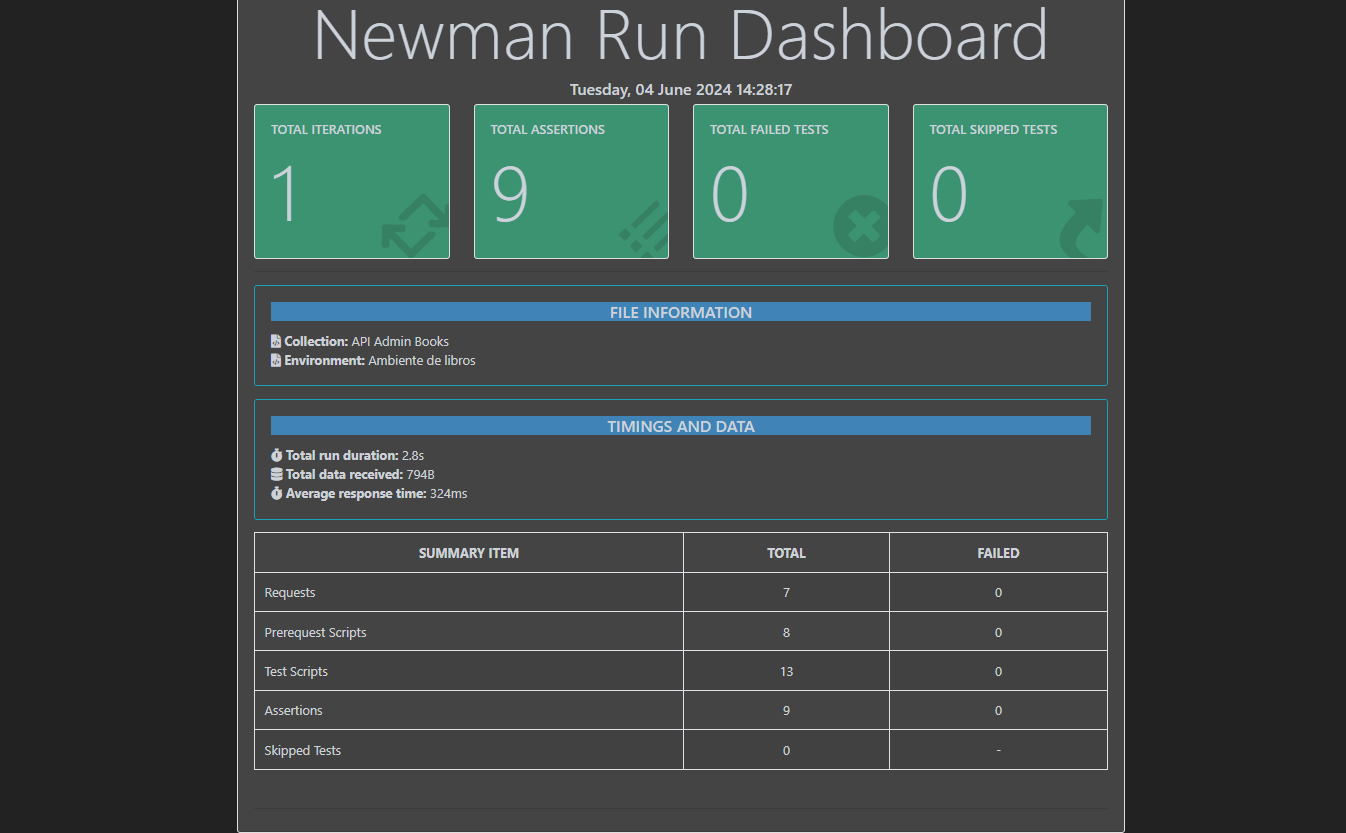 Newman Run Dashboard
Tuesday, 04 June 2024 14:28:17
TOTAL ITERATIONS TOTAL ASSERTIONS TOTAL FAILED TESTS TOTAL SKIPPED TESTS
1 9 0 0
FILE INFORMATION
Collection: API Admin Books
Environment: Ambiente de libros
TIMINGS AND DATA
Total run duration: 2.8s
Total data received: 794B
Average response time: 324ms
SUMMARY ITEM TOTAL FAILED
Requests 7 0
Prerequest Scripts 8 0
Test Scripts 13 0
Assertions 9 0
Skipped Tests 0 -